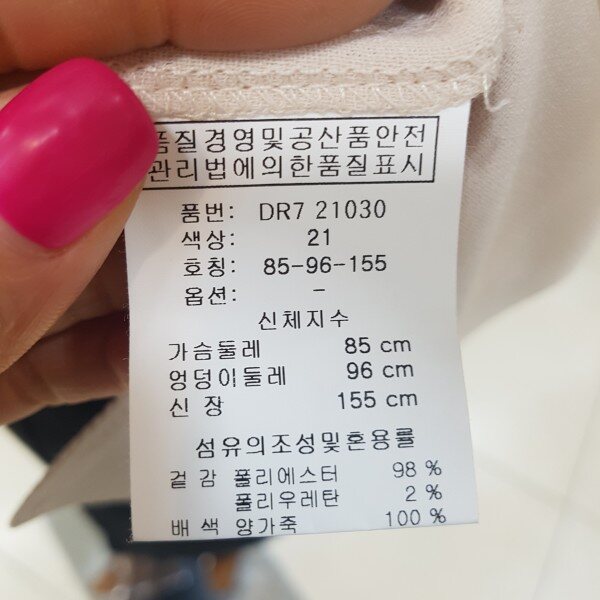 품질경영및공산품안전
관리법에의한품질표시
품번: DR7 21030
색상: 21
호칭: 85-96-155
옵션: -
신체지수
가슴둘레 85 cm
엉덩이둘레 96 cm
신 장 155 cm
섬유의조성및혼용률
겉 감 폴리에스터 98 %
폴리우레탄 2 %
배 색 양가죽 100 %